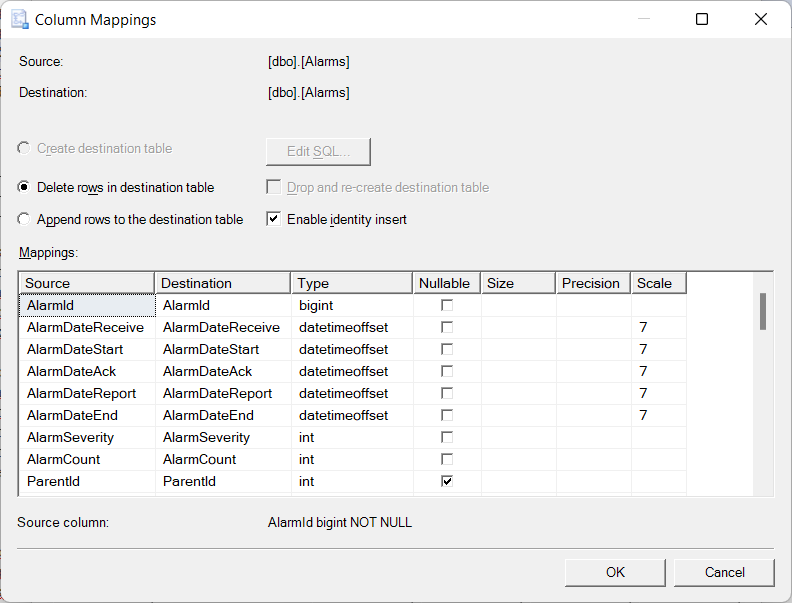 Column Mappings
Source: [dbo].[Alarms]
Destination: [dbo].[Alarms]
Create destination table Edit SQL...
Delete rows in destination table Drop and re-create destination table
Append rows to the destination table Enable identity insert
Mappings:
Source Destination Type Nullable Size Precision Scale
AlarmId AlarmId bigint
AlarmDateReceive AlarmDateReceive datetimeoffset 7
AlarmDateStart AlarmDateStart datetimeoffset 7
AlarmDateAck AlarmDateAck datetimeoffset 7
AlarmDateReport AlarmDateReport datetimeoffset 7
AlarmDateEnd AlarmDateEnd datetimeoffset 7
AlarmSeverity AlarmSeverity int
AlarmCount AlarmCount int
ParentId ParentId int
Source column: AlarmId bigint NOT NULL
OK Cancel